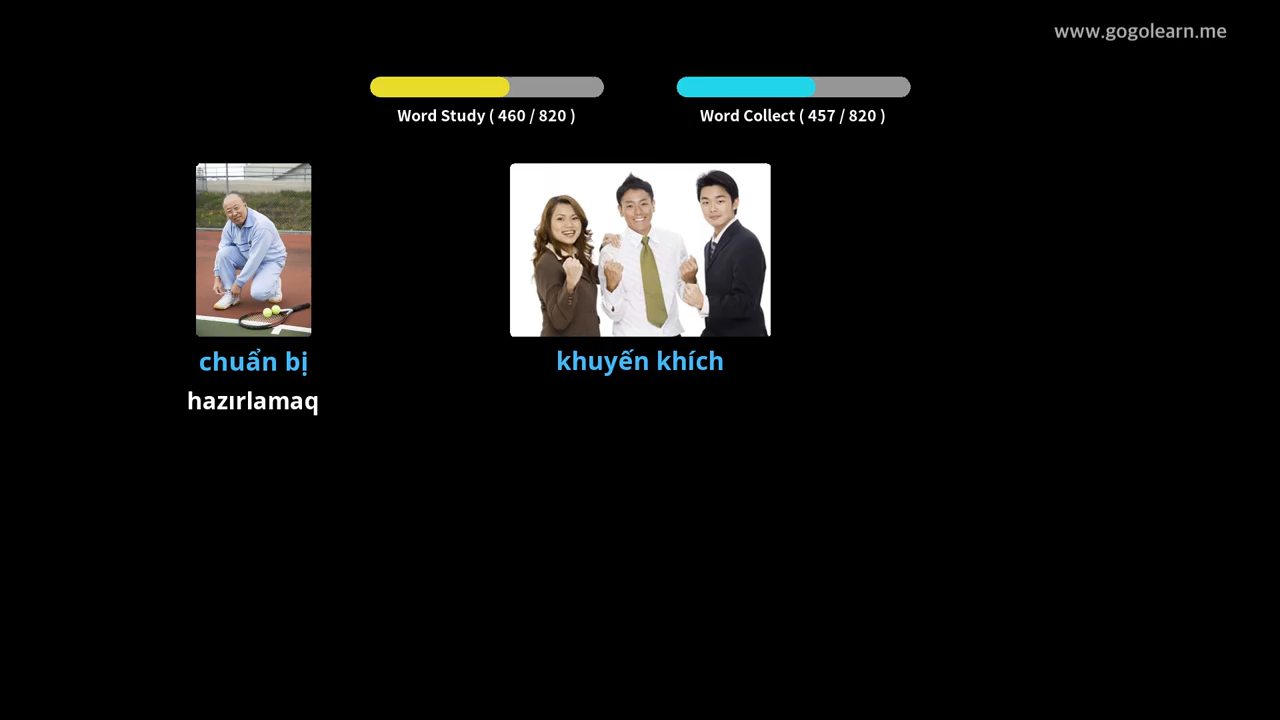 www.gogolearn.me
Word Study ( 460 / 820 )
Word Collect ( 457 / 820 )
chuẩn bị
hazırlamaq
khuyến khích